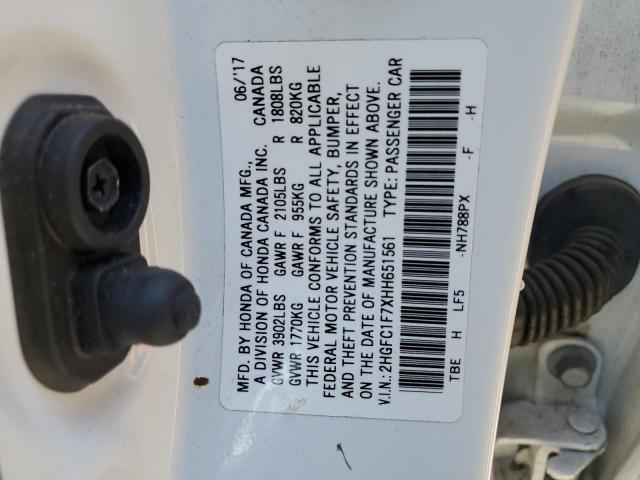 MFD. BY HONDA OF CANADA MFG., 06/'17
A DIVISION OF HONDA CANADA INC. CANADA
GVWR 3902LBS GAWR F 2105LBS R 1808LBS
GVWR 1770KG GAWR F 955KG R 820KG
THIS VEHICLE CONFORMS TO ALL APPLICABLE
FEDERAL MOTOR VEHICLE SAFETY, BUMPER,
AND THEFT PREVENTION STANDARDS IN EFFECT
ON THE DATE OF MANUFACTURE SHOWN ABOVE.
V.I.N.: 2HGFC1F7XHH651561 TYPE: PASSENGER CAR
TBE H LF5 -NH788PX -F -H